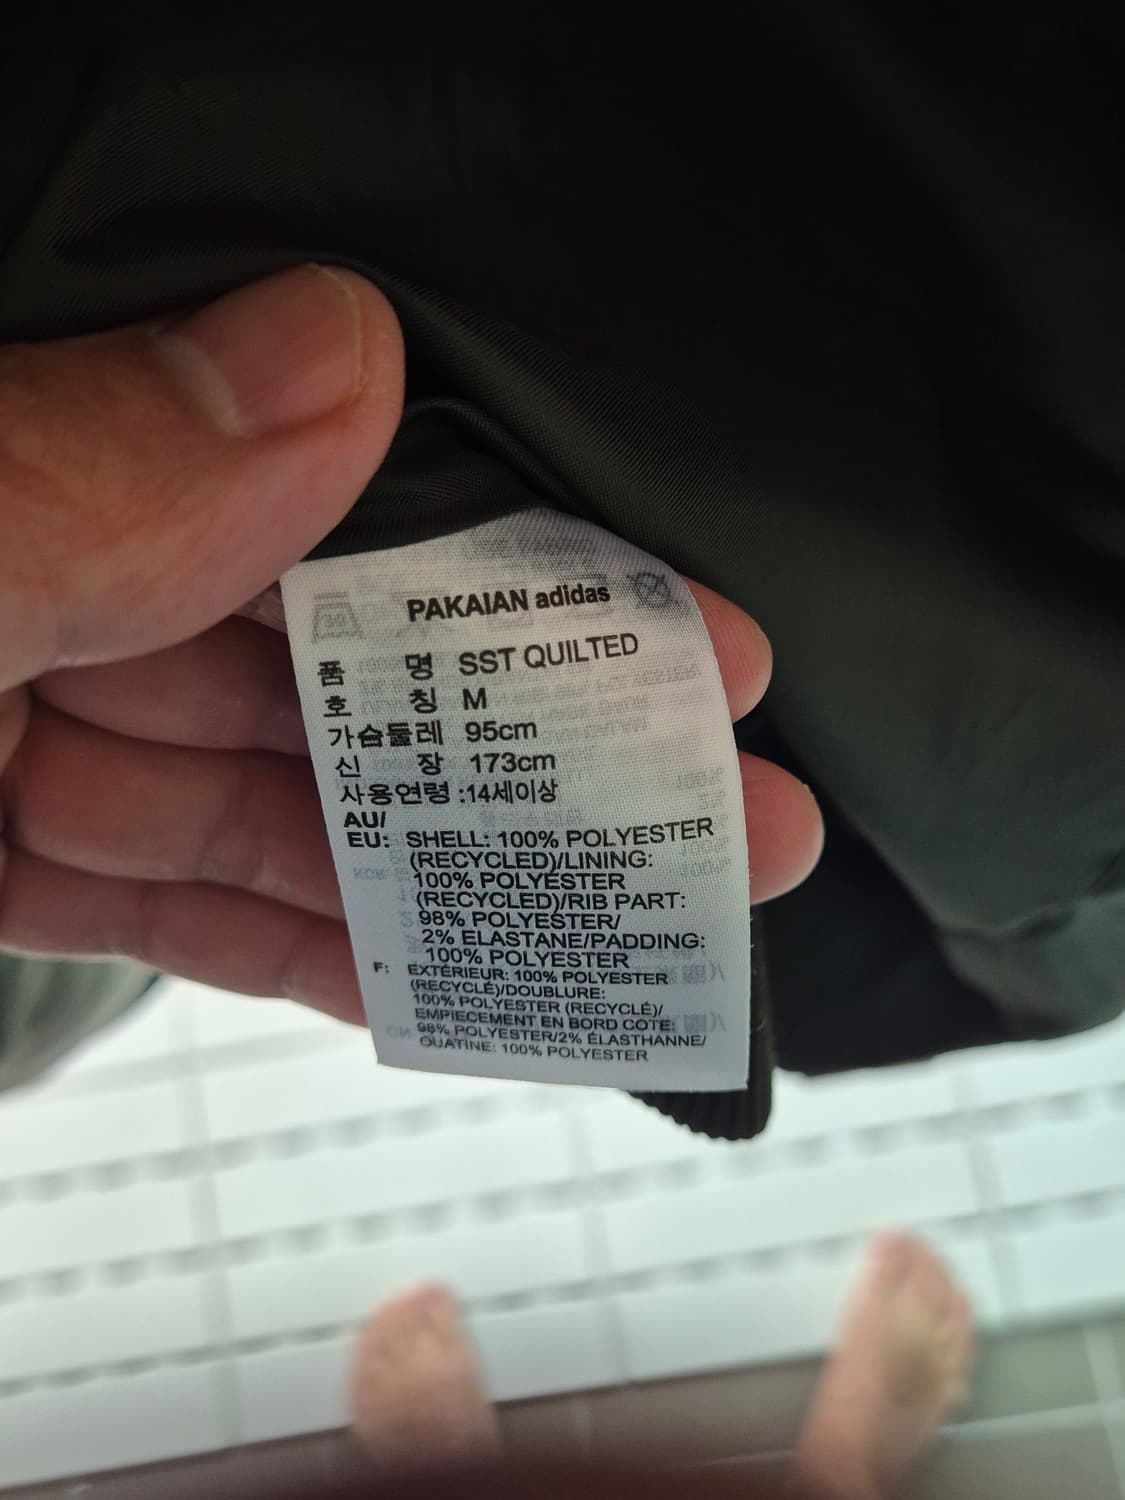 PAKAIAN adidas
품 명 SST QUILTED
호 칭 M
가슴둘레 95cm
신 장 173cm
사용연령 :14세이상
AU/
EU: SHELL: 100% POLYESTER
(RECYCLED)/LINING:
100% POLYESTER
(RECYCLED)/RIB PART:
98% POLYESTER/
2% ELASTANE/PADDING:
100% POLYESTER
F: EXTÉRIEUR: 100% POLYESTER
(RECYCLÉ)/DOUBLURE:
100% POLYESTER (RECYCLÉ)/
EMPIECEMENT EN BORD COTE:
98% POLYESTER/2% ÉLASTHANNE/
OUATINE: 100% POLYESTER